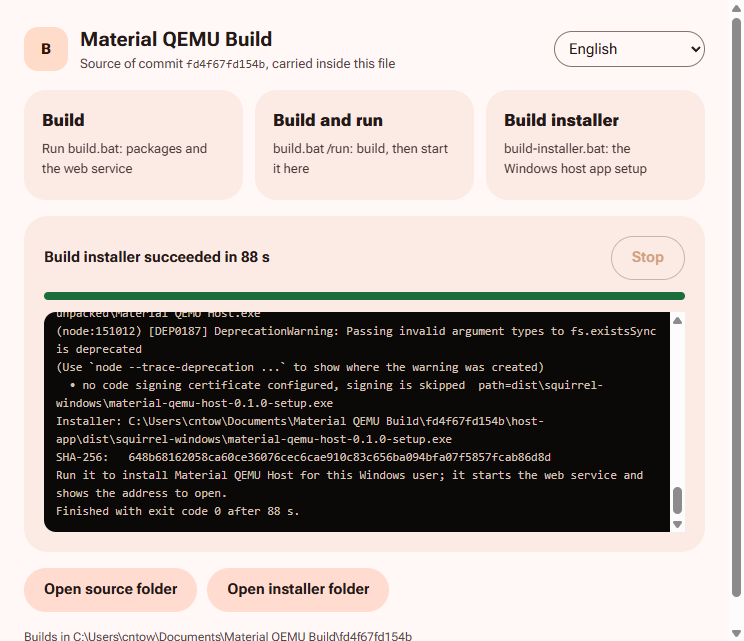 B
Material QEMU Build
Source of commit fd4f67fd154b, carried inside this file
English
Build
Run build.bat: packages and
the web service
Build and run
build.bat /run: build, then start
it here
Build installer
build-installer.bat: the
Windows host app setup
Build installer succeeded in 88 s
Stop
unpacked\Material QEMU Host.exe
(node:151012) [DEP0187] DeprecationWarning: Passing invalid argument types to fs.existsSync
is deprecated
(Use `node --trace-deprecation ...` to show where the warning was created)
• no code signing certificate configured, signing is skipped  path=dist\squirrel-
windows\material-qemu-host-0.1.0-setup.exe
Installer: C:\Users\cntow\Documents\Material QEMU Build\fd4f67fd154b\host-
app\dist\squirrel-windows\material-qemu-host-0.1.0-setup.exe
SHA-256:   648b68162058ca60ce36076cec6cae910c83c656ba094bfa07f5857fcab86d8d
Run it to install Material QEMU Host for this Windows user; it starts the web service and
shows the address to open.
Finished with exit code 0 after 88 s.
Open source folder
Open installer folder
Builds in C:\Users\cntow\Documents\Material QEMU Build\fd4f67fd154b